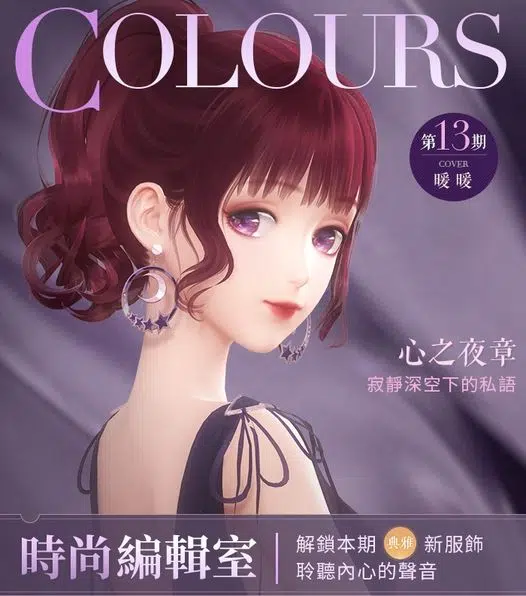 COLOURS
第13期
COVER
暖暖
心之夜章
寂靜深空下的私語
時尚編輯室
解鎖本期 典雅 新服飾
聆聽內心的聲音